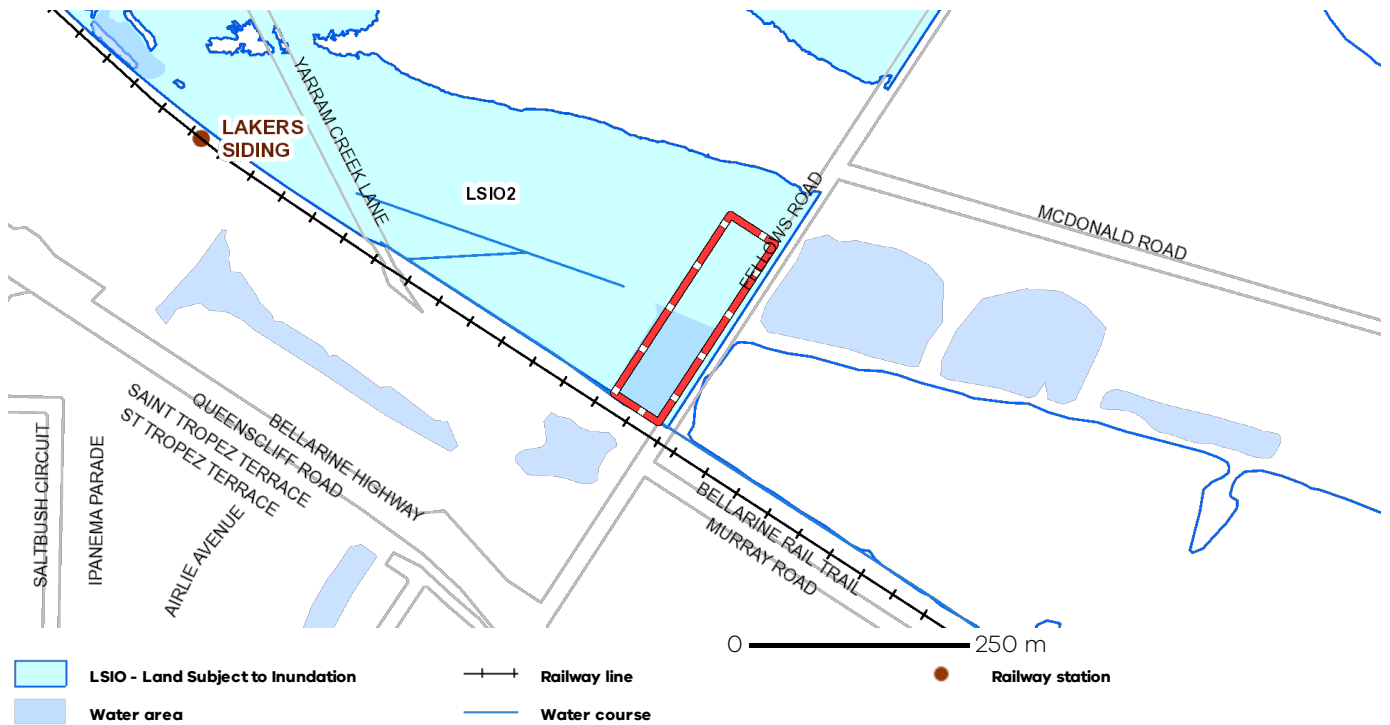 YARRAM CREEK LANE
LAKERS
SIDING
LSIO2
FELLOWS ROAD
MCDONALD ROAD
SALTBUSH CIRCUIT
IPANEMA PARADE
BELLARINE HIGHWAY
QUEENSCLIFF ROAD
SAINT TROPEZ TERRACE
ST TROPEZ TERRACE
AIRLIE AVENUE
BELLARINE RAIL TRAIL
MURRAY ROAD
0 250 m
LSIO - Land Subject to Inundation
Railway line
Railway station
Water area
Water course